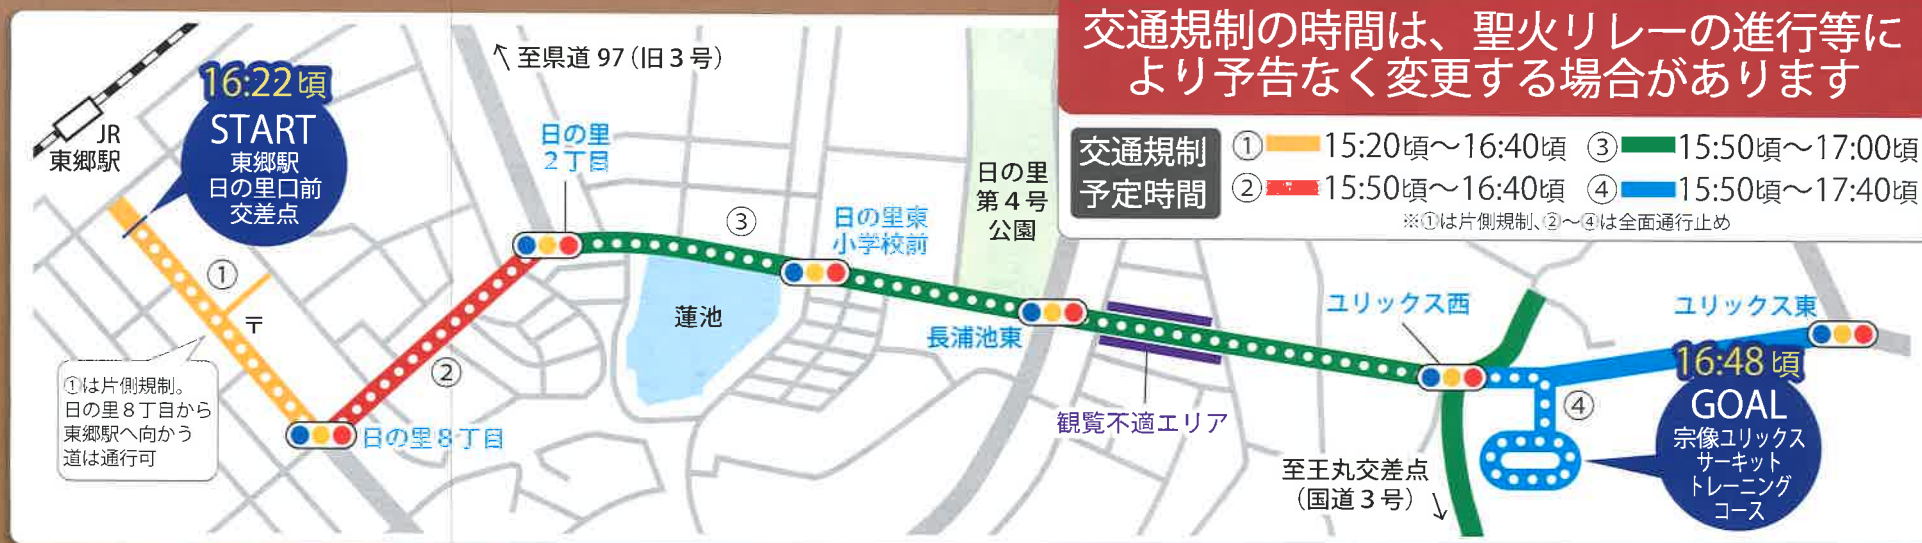 交通規制の時間は、聖火リレーの進行等に
より予告なく変更する場合があります
交通規制
予定時間
① 15:20頃～16:40頃
② 15:50頃～16:40頃
③ 15:50頃～17:00頃
④ 15:50頃～17:40頃
※①は片側規制、②～④は全面通行止め
↖至県道 97（旧3号）
16:22頃
START
東郷駅
日の里口前
交差点
JR
東郷駅
日の里
2丁目
①
〒
①は片側規制。
日の里8丁目から
東郷駅へ向かう
道は通行可
日の里8丁目
②
③
蓮池
日の里東
小学校前
日の里
第4号
公園
長浦池東
観覧不適エリア
ユリックス西
ユリックス東
至王丸交差点
（国道3号）↓
④
16:48頃
GOAL
宗像ユリックス
サーキット
トレーニング
コース